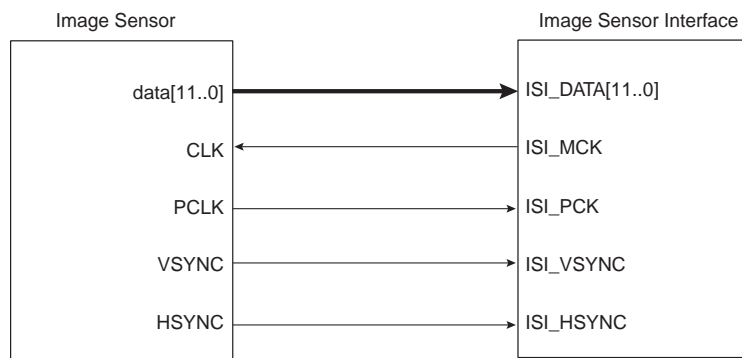 Image Sensor
Image Sensor Interface
data[11..0]
ISI_DATA[11..0]
CLK
ISI_MCK
PCLK
ISI_PCK
VSYNC
ISI_VSYNC
HSYNC
ISI_HSYNC